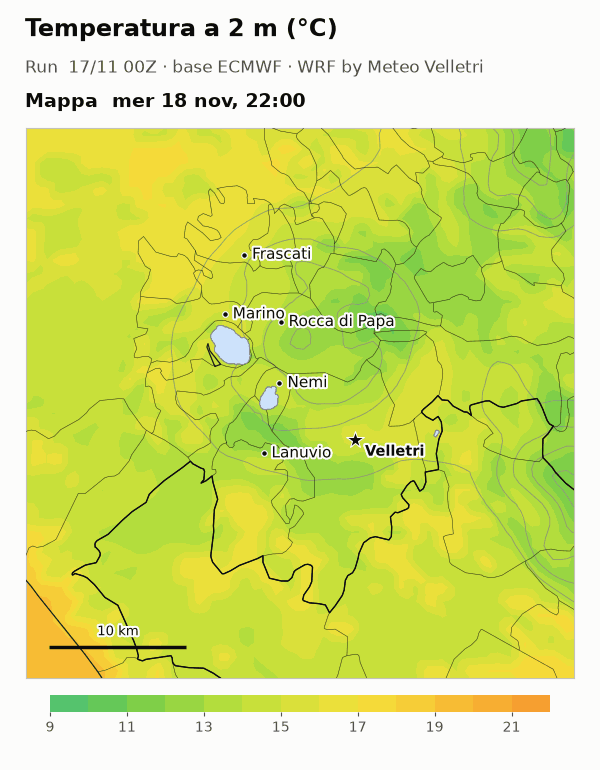 Temperatura a 2 m (°C)
Run  17/11 00Z · base ECMWF · WRF by Meteo Velletri
Mappa  mer 18 nov, 22:00
Frascati
Marino
Rocca di Papa
Nemi
Velletri
Lanuvio
10 km
9 11 13 15 17 19 21